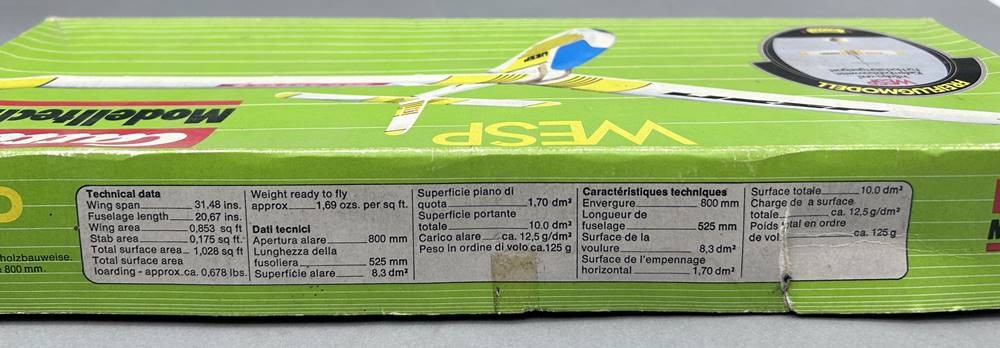 WESP
REIFLUGMODELL
WESP
WESP
Modelltech
Technical data
Wing span 31,48 ins.
Fuselage length 20,67 ins.
Wing area 0,853 sq ft
Stab area 0,175 sq ft.
Total surface area 1,028 sq ft
Total surface area
loarding - approx.ca. 0,678 lbs.
Weight ready to fly
approx. 1,69 ozs. per sq ft.
Dati tecnici
Apertura alare 800 mm
Lunghezza della
fusoliera 525 mm
Superficie alare 8,3 dm²
Superficie piano di
quota 1,70 dm²
Superficie portante
totale 10.0 dm²
Carico alare ca. 12,5 g/dm²
Peso in ordine di volo ca.125 g
Caractéristiques techniques
Envergure 800 mm
Longueur de
fuselage 525 mm
Surface de la
voulure 8,3 dm²
Surface de l'empennage
horizontal 1,70 dm²
Surface totale 10.0 dm²
Charge de a surface
totale ca. 12,5 g/dm²
Poids total en ordre
de vol ca. 125 g
holzbauweise.
800 mm.